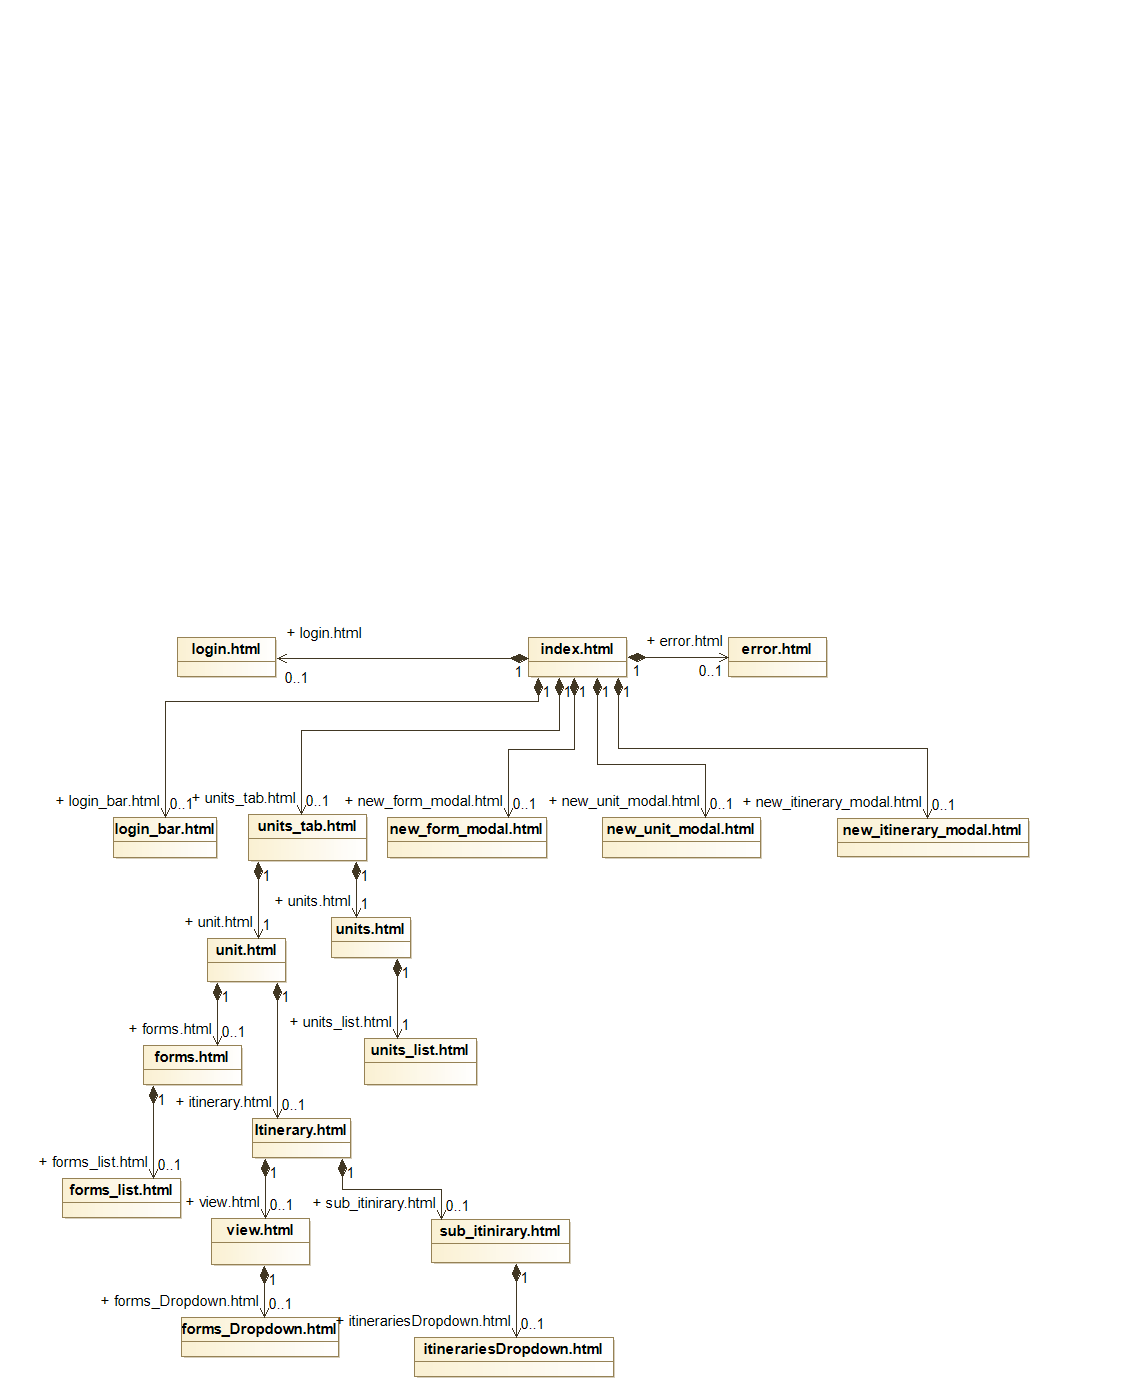 + login.html
login.html
0..1
1
index.html
1
+ error.html
0..1
error.html
1
1
1
1
1
+ login_bar.html
0..1
login_bar.html
+ units_tab.html
0..1
units_tab.html
+ new_form_modal.html
0..1
new_form_modal.html
+ new_unit_modal.html
0..1
new_unit_modal.html
+ new_itinerary_modal.html
0..1
new_itinerary_modal.html
1
1
+ unit.html
1
unit.html
+ units.html
1
units.html
1
1
1
+ forms.html
0..1
forms.html
+ units_list.html
1
units_list.html
1
+ itinerary.html
0..1
Itinerary.html
+ forms_list.html
0..1
forms_list.html
1
1
+ view.html
0..1
view.html
+ sub_itinirary.html
0..1
sub_itinirary.html
1
1
+ forms_Dropdown.html
0..1
forms_Dropdown.html
+ itinerariesDropdown.html
0..1
itinerariesDropdown.html